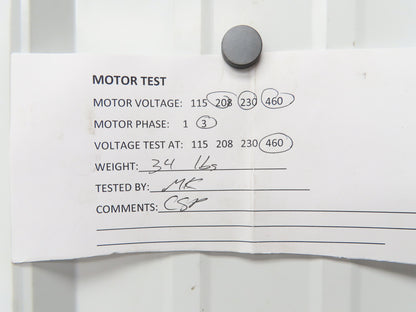 MOTOR TEST
MOTOR VOLTAGE: 115 208 230 460
MOTOR PHASE: 1 3
VOLTAGE TEST AT: 115 208 230 460
WEIGHT: 34 lbs
TESTED BY: MK
COMMENTS: